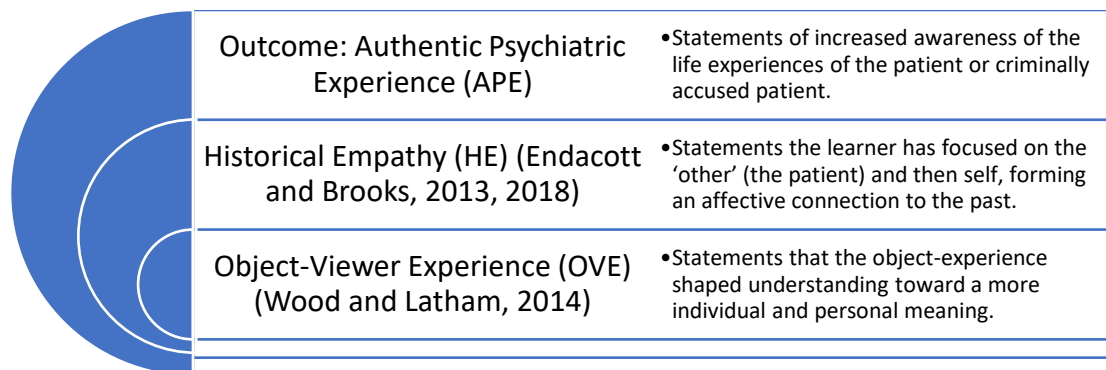 Outcome: Authentic Psychiatric
Experience (APE)
•Statements of increased awareness of the
life experiences of the patient or criminally
accused patient.
Historical Empathy (HE) (Endacott
and Brooks, 2013, 2018)
•Statements the learner has focused on the
‘other’ (the patient) and then self, forming
an affective connection to the past.
Object-Viewer Experience (OVE)
(Wood and Latham, 2014)
•Statements that the object-experience
shaped understanding toward a more
individual and personal meaning.